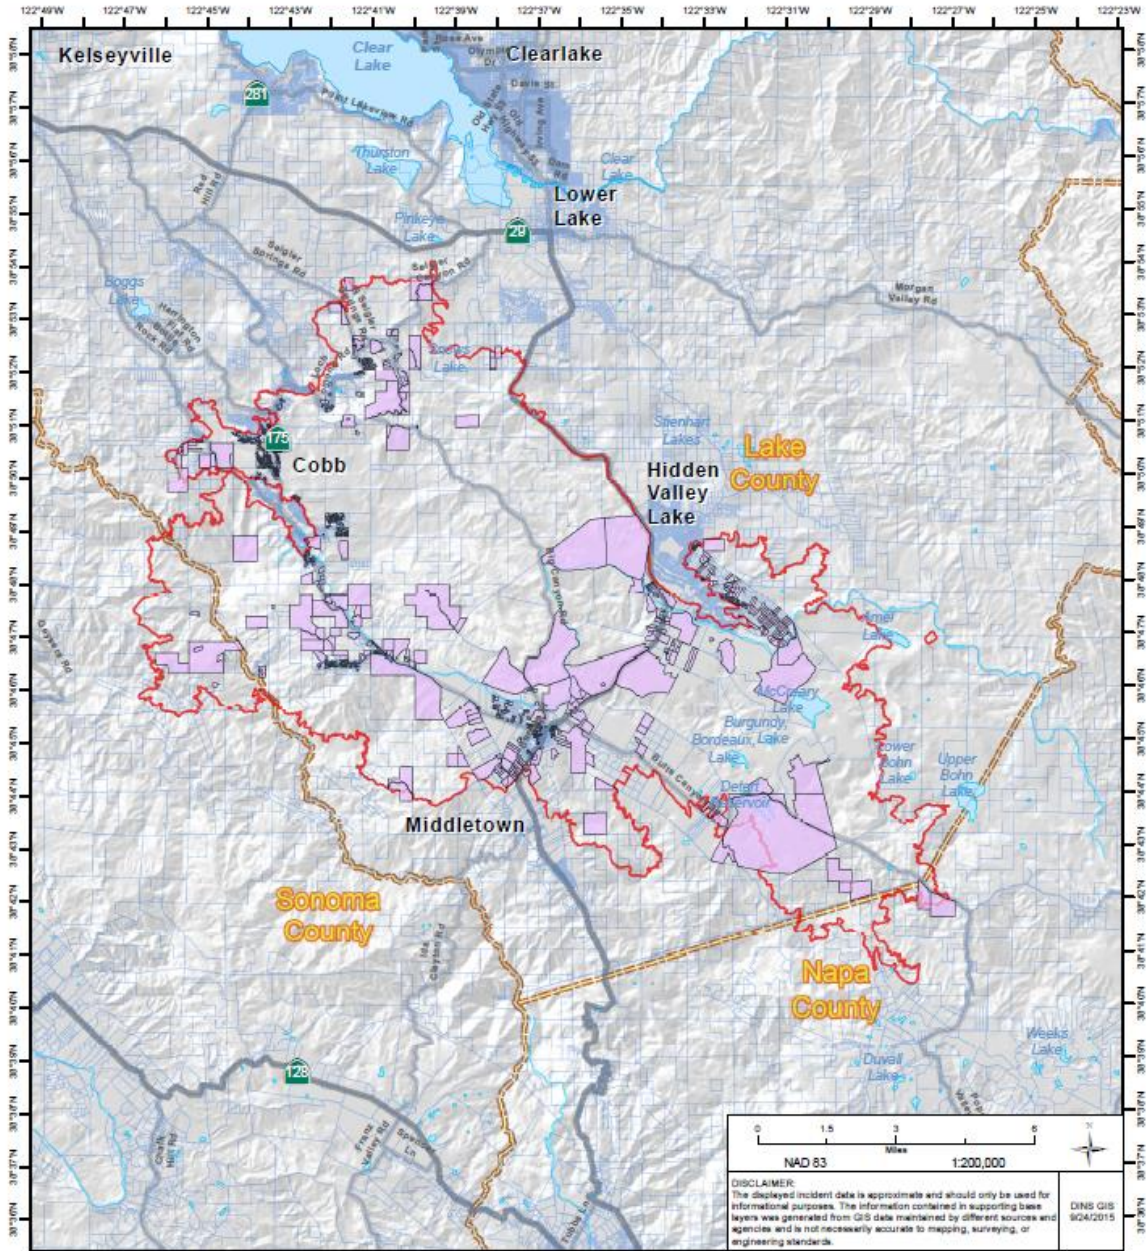 122°49'W 122°47'W 122°45'W 122°43'W 122°41'W 122°39'W 122°37'W 122°35'W 122°33'W 122°31'W 122°29'W 122°27'W 122°25'W 122°23'W
Kelseyville
Clear
Lake
Clearlake
Olympic
Dr
Davis St
281
Point Lakeview Rd
Irving Ave
Old
Highway 53
Dam
Rd
Thurston
Lake
Clear
Lake
Red
Hill Rd
Lower
Lake
Pinkeye
Lake
29
Seigler
Springs Rd
Seigler
Canyon Rd
Boggs
Lake
Harrington
Flat Rd
Bottle
Rock Rd
Morgan
Valley Rd
Loch
Lake
175
Cobb
Stienhart
Lakes
Lake
County
Hidden
Valley
Lake
Big Canyon Rd
Geysers Rd
Lake
McCreary
Lake
Burgundy,
Bordeaux, Lake
Lake
Lower
Bohn
Lake
Upper
Bohn
Lake
Butts Canyon
Detert
Reservoir
Middletown
Sonoma
County
Ida
Clayton Rd
Napa
County
Weeks
Lake
Duvall
Lake
128
Chalk
Hill Rd
Franz
Valley Rd
Spencer
Ln
Tubbs Ln
0 1.5 3 6
Miles
NAD 83 1:200,000
N
DISCLAIMER:
The displayed incident data is approximate and should only be used for
informational purposes. The information contained in supporting base
layers was generated from GIS data maintained by different sources and
agencies and is not necessarily accurate to mapping, surveying, or
engineering standards.
DINS GIS
9/24/2015